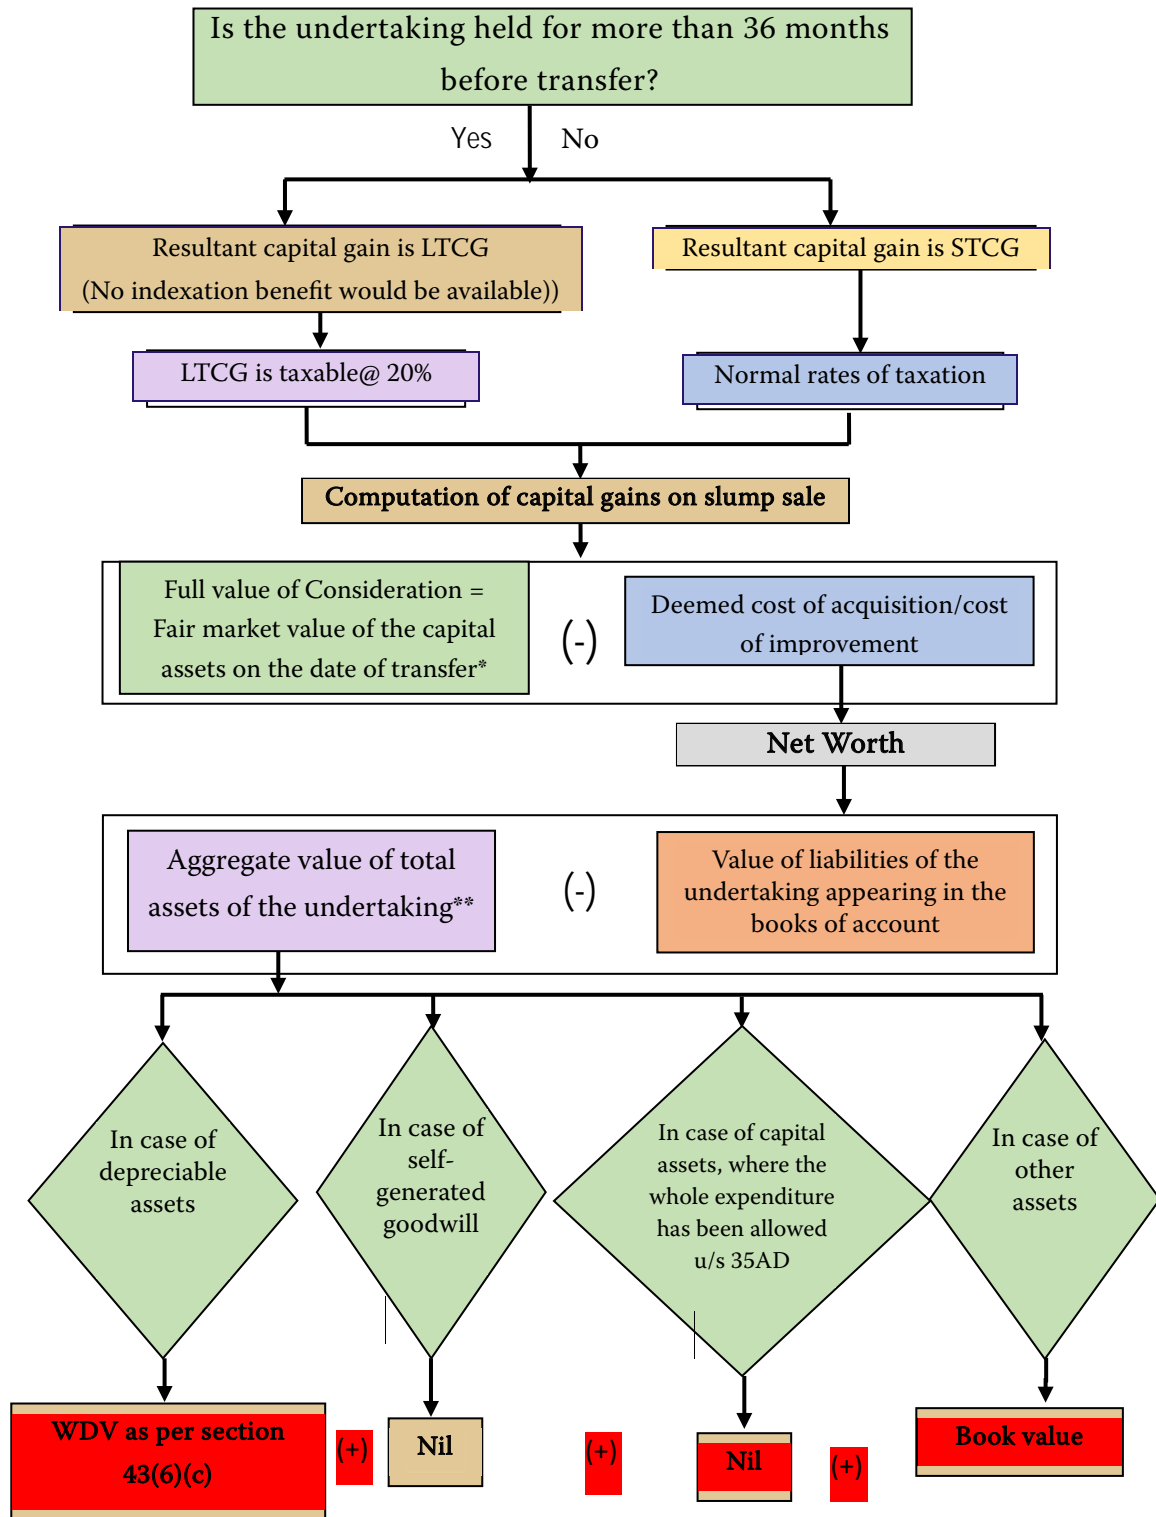 Is the undertaking held for more than 36 months
before transfer?
Yes No
Resultant capital gain is LTCG
(No indexation benefit would be available))
Resultant capital gain is STCG
LTCG is taxable@ 20%
Normal rates of taxation
Computation of capital gains on slump sale
Full value of Consideration =
Fair market value of the capital
assets on the date of transfer*
(-)
Deemed cost of acquisition/cost
of improvement
Net Worth
Aggregate value of total
assets of the undertaking**
(-)
Value of liabilities of the
undertaking appearing in the
books of account
In case of
depreciable
assets
In case of
self-
generated
goodwill
In case of capital
assets, where the
whole expenditure
has been allowed
u/s 35AD
In case of
other
assets
WDV as per section
43(6)(c)
(+)
Nil
(+)
Nil
(+)
Book value